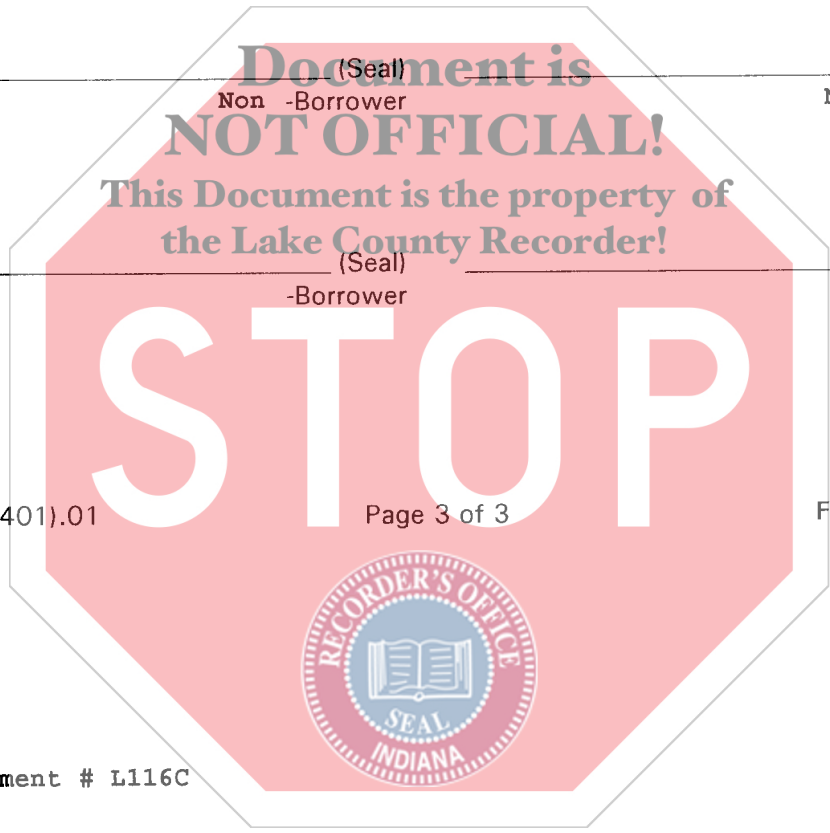 Document is
(Seal)
Non -Borrower
NOT OFFICIAL!
This Document is the property of
the Lake County Recorder!
(Seal)
-Borrower
STOP
401).01 Page 3 of 3 F
RECORDER'S OFFICE
SEAL
INDIANA
ment # L116C